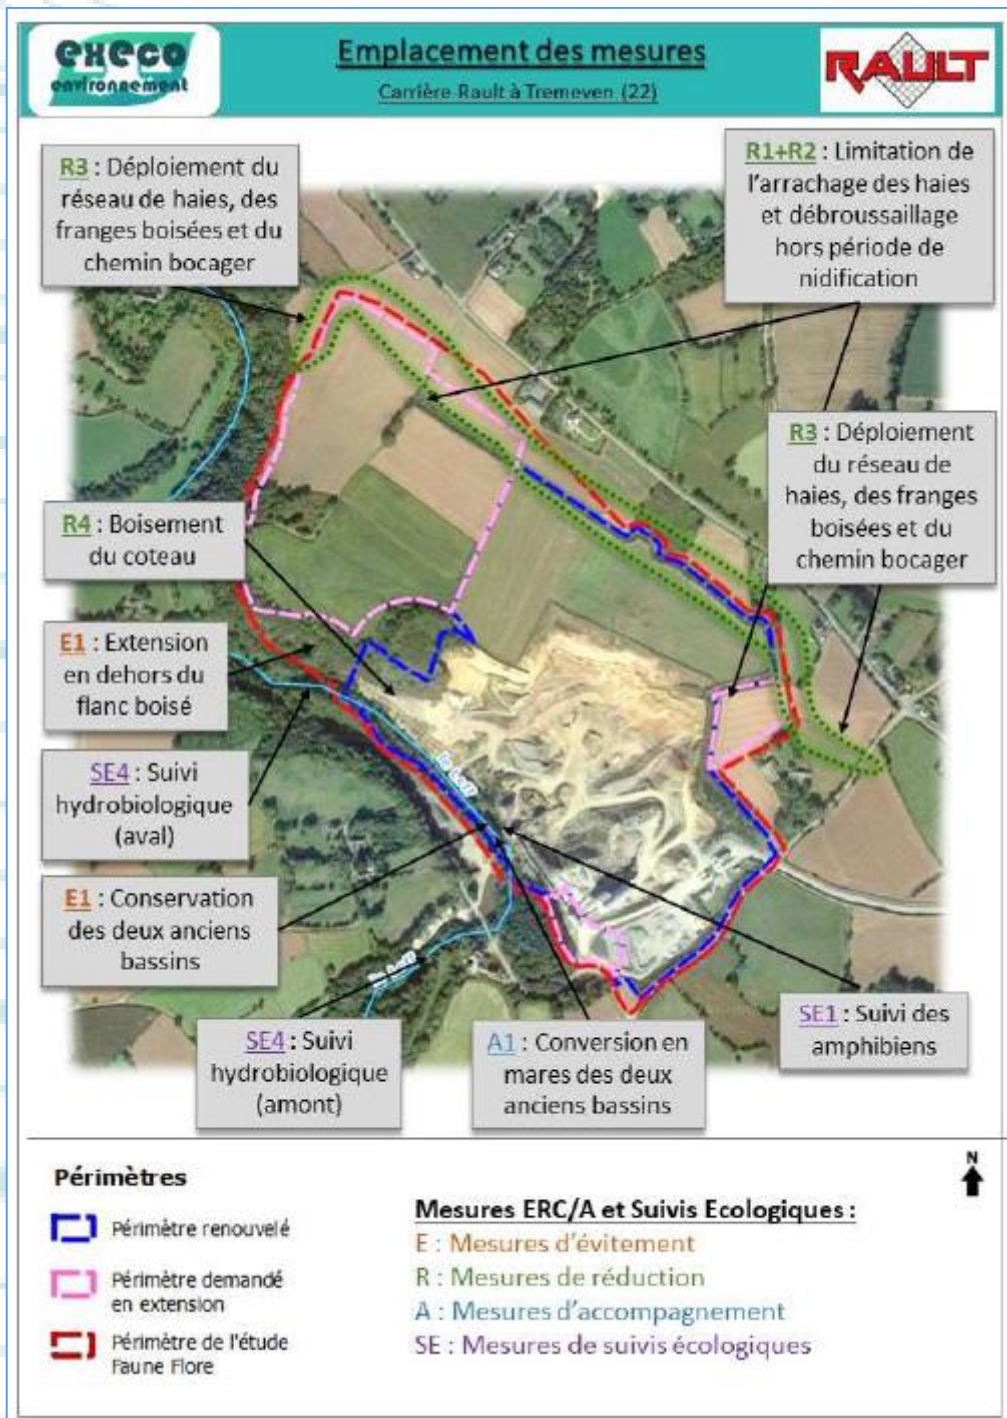 execo
environnement
Emplacement des mesures
Carrière Rault à Tremeven (22)
RAULT
R3 : Déploiement du
réseau de haies, des
franges boisées et du
chemin bocager
R1+R2 : Limitation de
l'arrachage des haies
et débroussaillage
hors période de
nidification
R3 : Déploiement
du réseau de
haies, des franges
boisées et du
chemin bocager
R4 : Boisement
du coteau
E1 : Extension
en dehors du
flanc boisé
SE4 : Suivi
hydrobiologique
(aval)
E1 : Conservation
des deux anciens
bassins
le Leff
le Leff
SE4 : Suivi
hydrobiologique
(amont)
A1 : Conversion en
mares des deux
anciens bassins
SE1 : Suivi des
amphibiens
N
Périmètres
Périmètre renouvelé
Périmètre demandé
en extension
Périmètre de l'étude
Faune Flore
Mesures ERC/A et Suivis Ecologiques :
E : Mesures d'évitement
R : Mesures de réduction
A : Mesures d'accompagnement
SE : Mesures de suivis écologiques